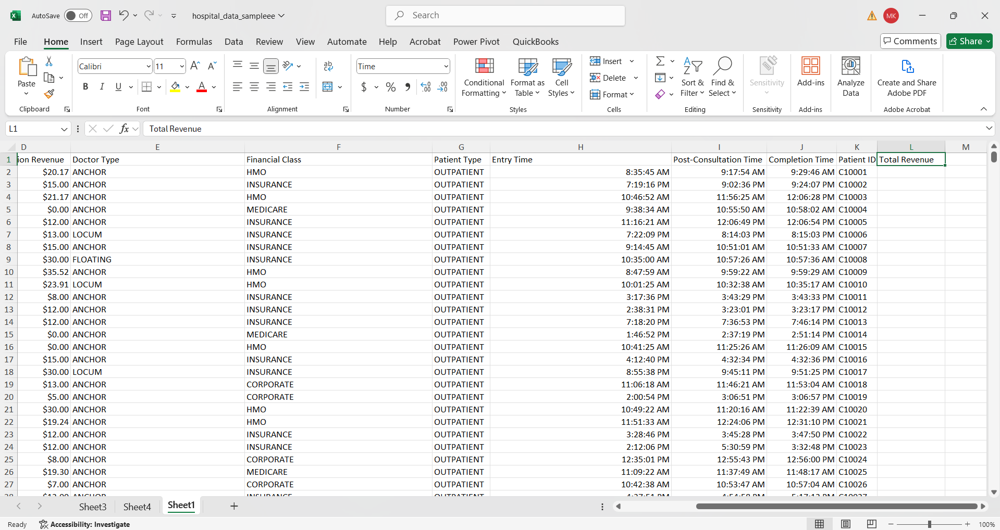 AutoSave Off hospital_data_sampleee Search MK
File Home Insert Page Layout Formulas Data Review View Automate Help Acrobat Power Pivot QuickBooks Comments Share
Paste Calibri 11 Time Conditional Formatting Format as Table Cell Styles Insert Delete Format Sort & Filter Find & Select Sensitivity Add-ins Analyze Data Create and Share Adobe PDF
Clipboard Font Alignment Number Styles Cells Editing Sensitivity Add-ins Adobe Acrobat
L1 fx Total Revenue
D E F G H I J K L M
1 ion Revenue Doctor Type Financial Class Patient Type Entry Time Post-Consultation Time Completion Time Patient ID Total Revenue
2 $20.17 ANCHOR HMO OUTPATIENT 8:35:45 AM 9:17:54 AM 9:29:46 AM C10001
3 $15.00 ANCHOR INSURANCE OUTPATIENT 7:19:16 PM 9:02:36 PM 9:24:07 PM C10002
4 $21.17 ANCHOR HMO OUTPATIENT 10:46:52 AM 11:56:25 AM 12:06:28 PM C10003
5 $0.00 ANCHOR MEDICARE OUTPATIENT 9:38:34 AM 10:55:50 AM 10:58:02 AM C10004
6 $12.00 ANCHOR INSURANCE OUTPATIENT 11:16:21 AM 12:06:49 PM 12:06:54 PM C10005
7 $13.00 LOCUM INSURANCE OUTPATIENT 7:22:09 PM 8:14:03 PM 8:15:03 PM C10006
8 $15.00 ANCHOR INSURANCE OUTPATIENT 9:14:45 AM 10:51:01 AM 10:51:33 AM C10007
9 $30.00 FLOATING INSURANCE OUTPATIENT 10:35:00 AM 10:57:26 AM 10:57:36 AM C10008
10 $35.52 ANCHOR HMO OUTPATIENT 8:47:59 AM 9:59:22 AM 9:59:29 AM C10009
11 $23.91 LOCUM HMO OUTPATIENT 10:01:25 AM 10:32:38 AM 10:35:17 AM C10010
12 $8.00 ANCHOR INSURANCE OUTPATIENT 3:17:36 PM 3:43:29 PM 3:43:33 PM C10011
13 $12.00 ANCHOR INSURANCE OUTPATIENT 2:38:31 PM 3:23:01 PM 3:23:17 PM C10012
14 $12.00 ANCHOR INSURANCE OUTPATIENT 7:18:20 PM 7:36:53 PM 7:46:14 PM C10013
15 $0.00 ANCHOR MEDICARE OUTPATIENT 1:46:52 PM 2:37:19 PM 2:51:14 PM C10014
16 $0.00 ANCHOR HMO OUTPATIENT 10:41:25 AM 11:25:26 AM 11:26:09 AM C10015
17 $15.00 ANCHOR INSURANCE OUTPATIENT 4:12:40 PM 4:32:34 PM 4:32:36 PM C10016
18 $30.00 LOCUM INSURANCE OUTPATIENT 8:55:38 PM 9:45:11 PM 9:51:25 PM C10017
19 $13.00 ANCHOR CORPORATE OUTPATIENT 11:06:18 AM 11:46:21 AM 11:53:04 AM C10018
20 $5.00 ANCHOR CORPORATE OUTPATIENT 2:00:54 PM 3:06:51 PM 3:06:57 PM C10019
21 $30.00 ANCHOR HMO OUTPATIENT 10:49:22 AM 11:20:16 AM 11:22:39 AM C10020
22 $19.24 ANCHOR HMO OUTPATIENT 11:51:33 AM 12:24:06 PM 12:31:10 PM C10021
23 $12.00 ANCHOR INSURANCE OUTPATIENT 3:28:46 PM 3:45:28 PM 3:47:50 PM C10022
24 $12.00 ANCHOR INSURANCE OUTPATIENT 2:12:06 PM 5:30:59 PM 3:32:48 PM C10023
25 $8.00 ANCHOR CORPORATE OUTPATIENT 12:35:01 PM 12:55:43 PM 12:56:00 PM C10024
26 $19.30 ANCHOR MEDICARE OUTPATIENT 11:09:22 AM 11:37:49 AM 11:48:17 AM C10025
27 $7.00 ANCHOR CORPORATE OUTPATIENT 10:42:38 AM 10:53:47 AM 10:57:04 AM C10026
Sheet3 Sheet4 Sheet1
Ready Accessibility: Investigate 100%